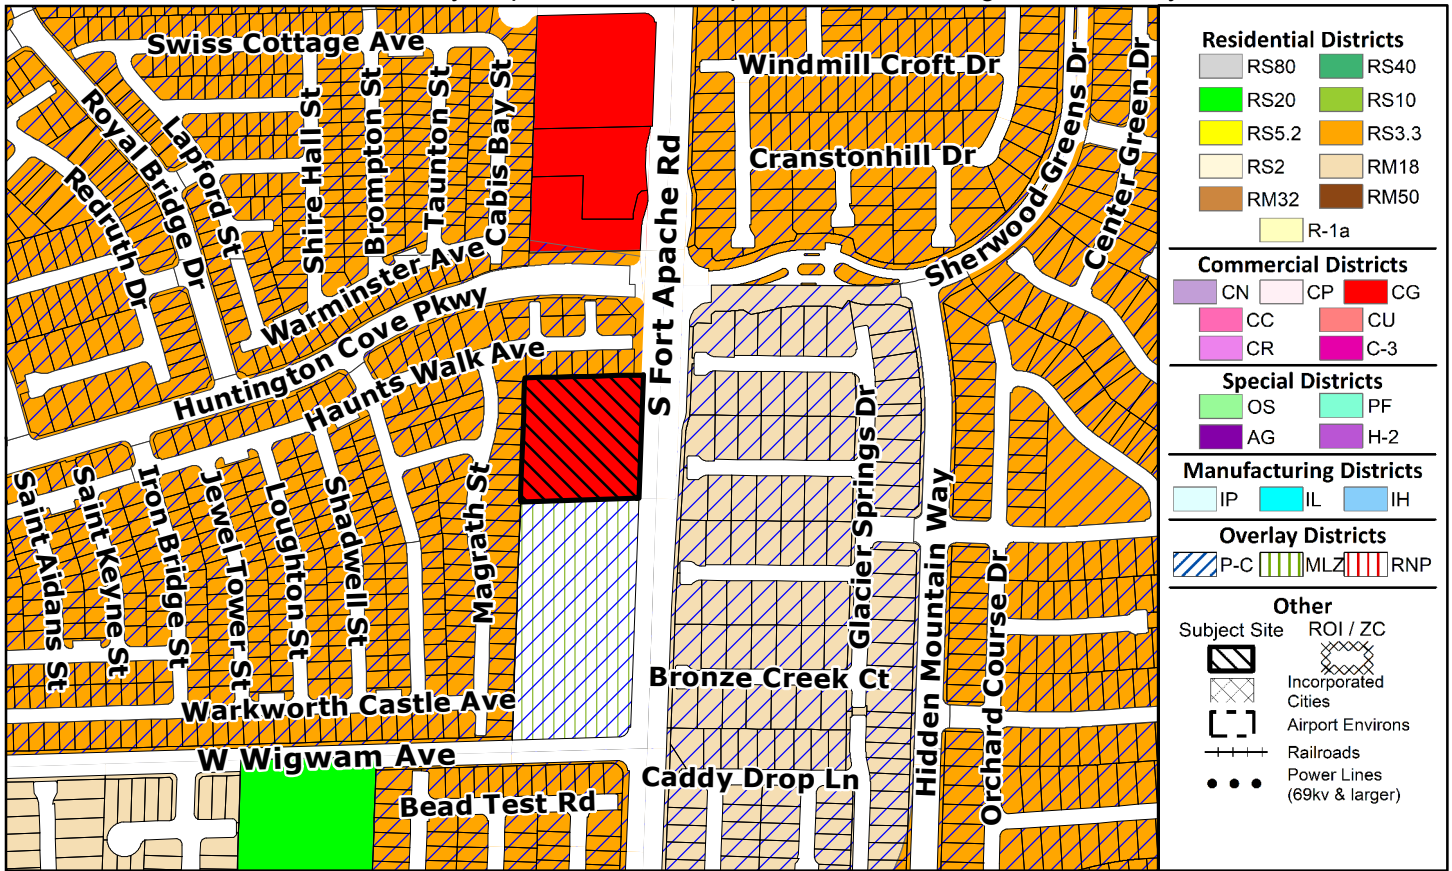 Swiss Cottage Ave
Royal Bridge Dr
Lapford St
Redruth Dr
Shire Hall St
Brompton St
Taunton St
Cabis Bay St
Warminster Ave
Huntington Cove Pkwy
Haunts Walk Ave
S Fort Apache Rd
Windmill Croft Dr
Cranstonhill Dr
Sherwood Greens Dr
Center Green Dr
Saint Aidans St
Saint Keyne St
Iron Bridge St
Jewel Tower St
Loughton St
Shadwell St
Magrath St
Glacier Springs Dr
Hidden Mountain Way
Orchard Course Dr
Bronze Creek Ct
Warkworth Castle Ave
W Wigwam Ave
Bead Test Rd
Caddy Drop Ln
Residential Districts
RS80 RS40
RS20 RS10
RS5.2 RS3.3
RS2 RM18
RM32 RM50
R-1a
Commercial Districts
CN CP CG
CC CU
CR C-3
Special Districts
OS PF
AG H-2
Manufacturing Districts
IP IL IH
Overlay Districts
P-C MLZ RNP
Other
Subject Site ROI / ZC
Incorporated
Cities
Airport Environs
Railroads
Power Lines
(69kv & larger)